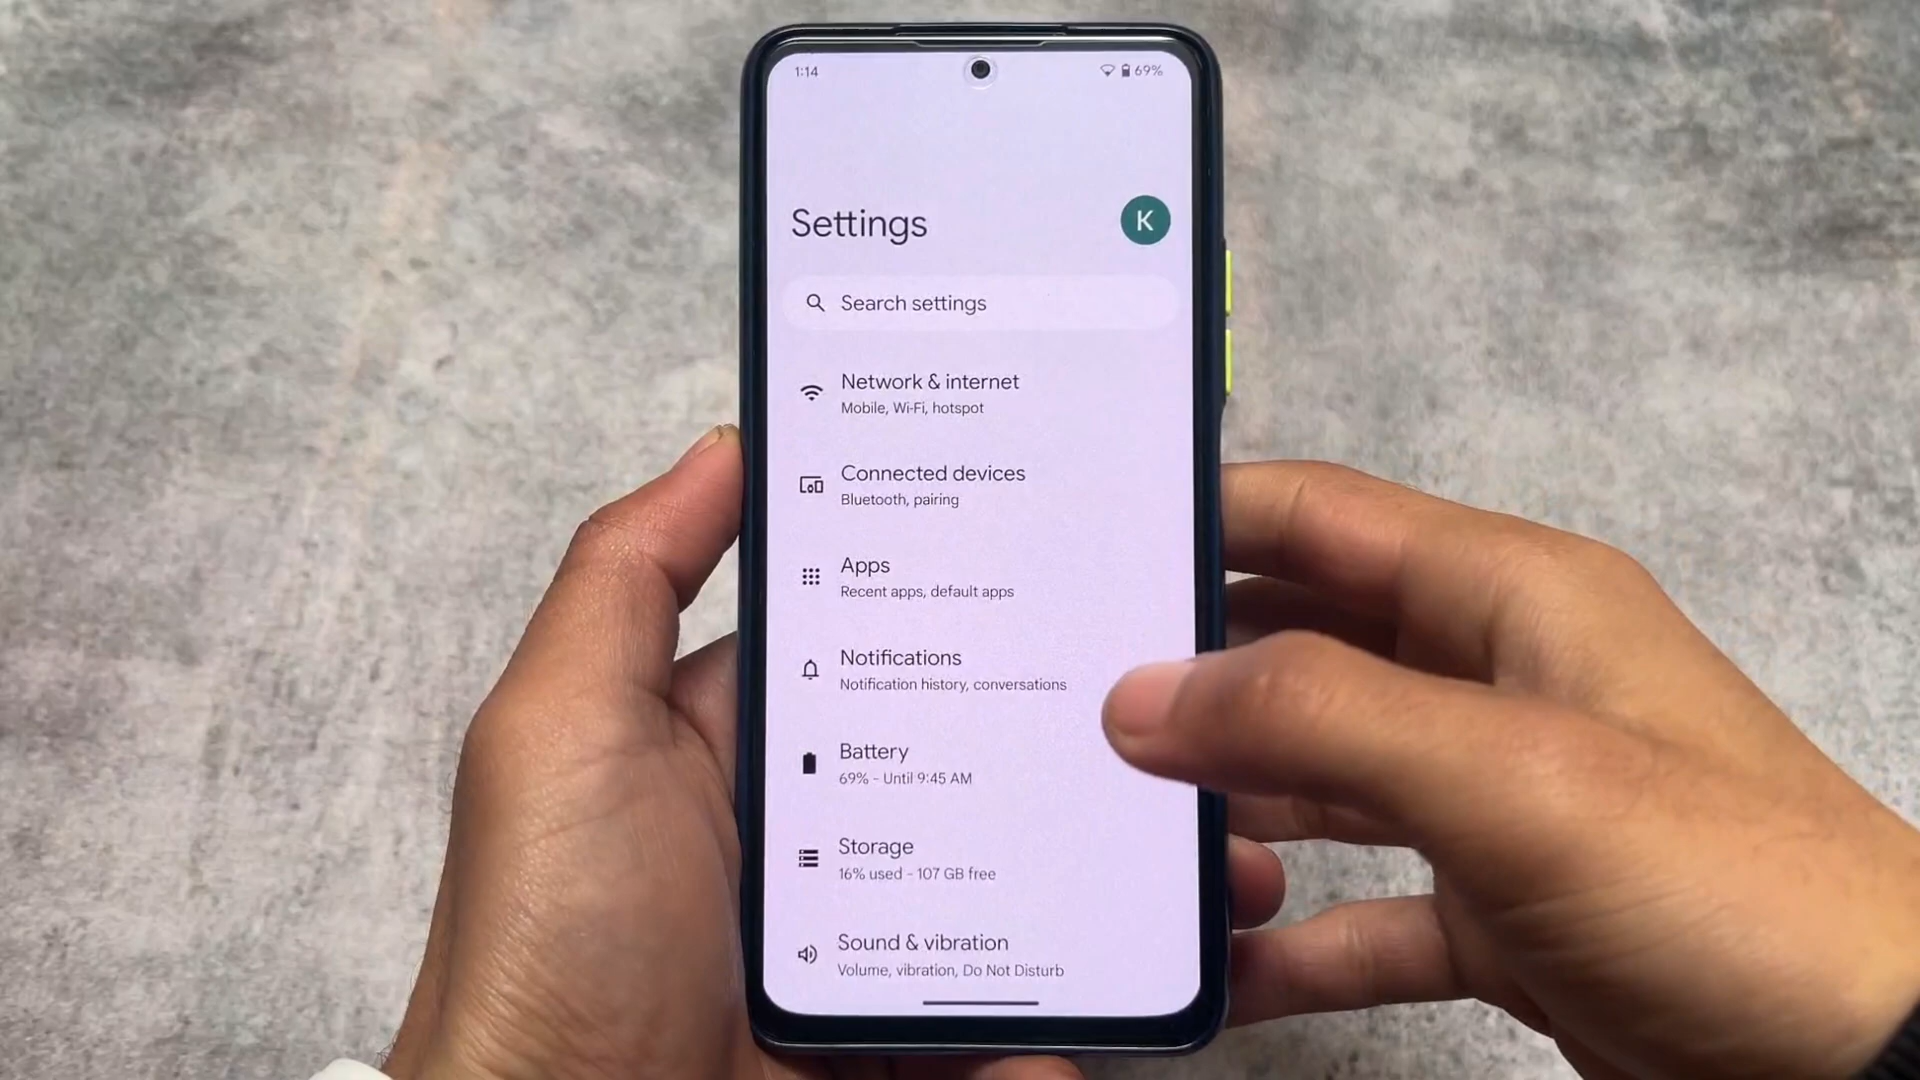 1:14
69%
Settings
K
Search settings
Network & internet
Mobile, Wi-Fi, hotspot
Connected devices
Bluetooth, pairing
Apps
Recent apps, default apps
Notifications
Notification history, conversations
Battery
69% - Until 9:45 AM
Storage
16% used - 107 GB free
Sound & vibration
Volume, vibration, Do Not Disturb